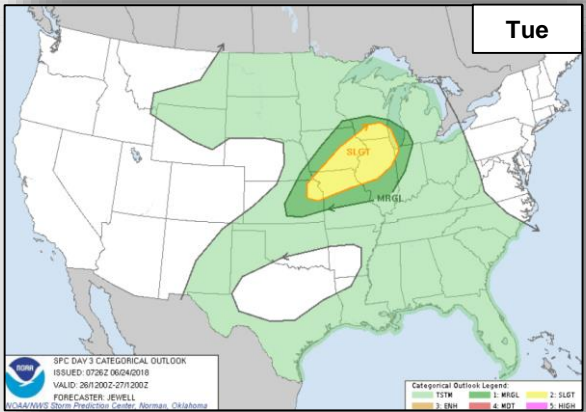 Tue
SLGT
MRGL
NOAA
SPC DAY 3 CATEGORICAL OUTLOOK
ISSUED: 0726Z 06/24/2018
VALID: 26/1200Z-27/1200Z
FORECASTER: JEWELL
NOAA/NWS Storm Prediction Center, Norman, Oklahoma
Categorical Outlook Legend:
TSTM 1: MRGL 2: SLGT
3: ENH 4: MDT 5: HIGH